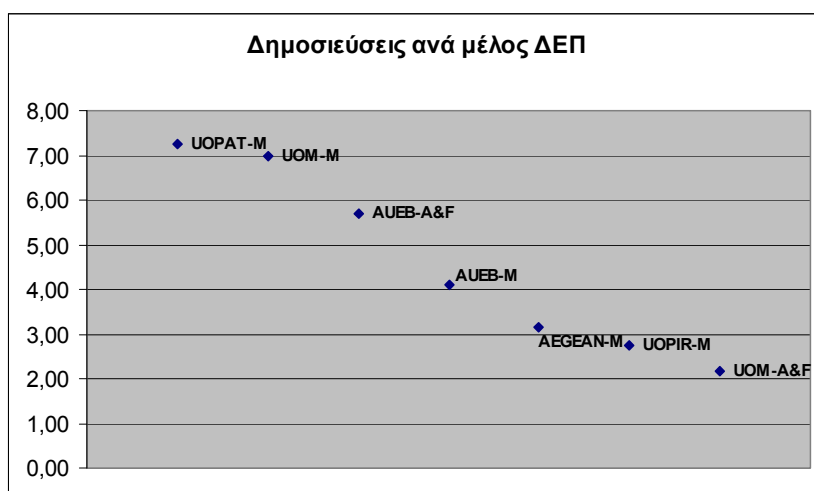 Δημοσιεύσεις ανά μέλος ΔΕΠ
8,00
7,00
6,00
5,00
4,00
3,00
2,00
1,00
0,00
UOPAT-M
UOM-M
AUEB-A&F
AUEB-M
AEGEAN-M
UOPIR-M
UOM-A&F